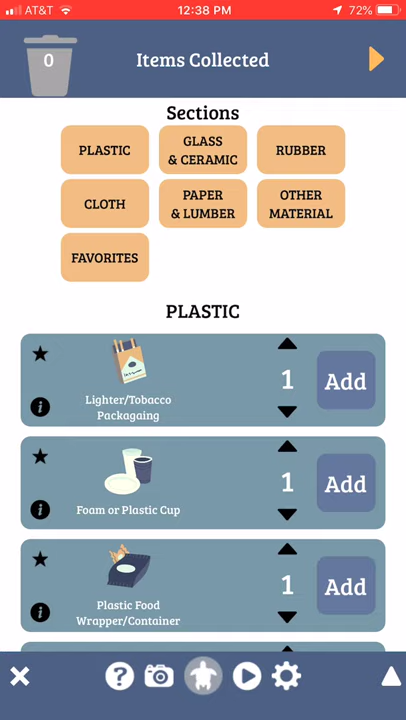 AT&T 12:38 PM 72%
0 Items Collected
Sections
PLASTIC
GLASS
& CERAMIC
RUBBER
CLOTH
PAPER
& LUMBER
OTHER
MATERIAL
FAVORITES
PLASTIC
Lighter/Tobacco
Packagaing
1 Add
Foam or Plastic Cup
1 Add
Plastic Food
Wrapper/Container
1 Add